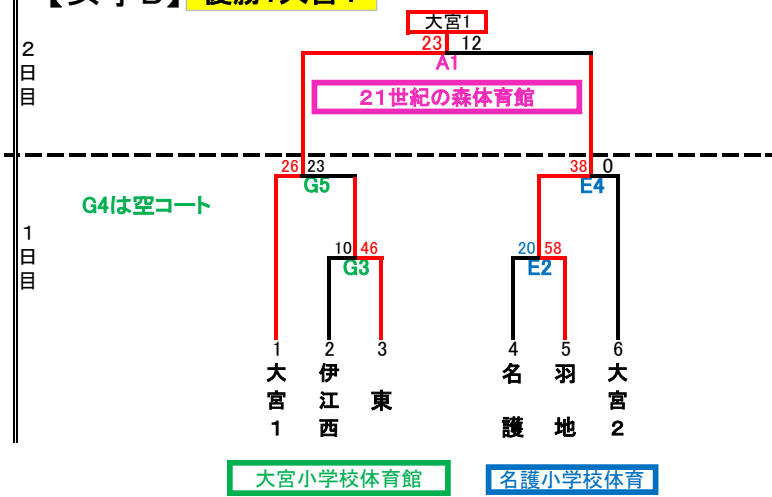 大宮1
23 12
A1
21世紀の森体育館
2日目
26 23
G5
38 0
E4
G4は空コート
1日目
10 46
G3
20 58
E2
1 2 3 4 5 6
大宮1
伊江西
東
名護
羽地
大宮2
大宮小学校体育館
名護小学校体育